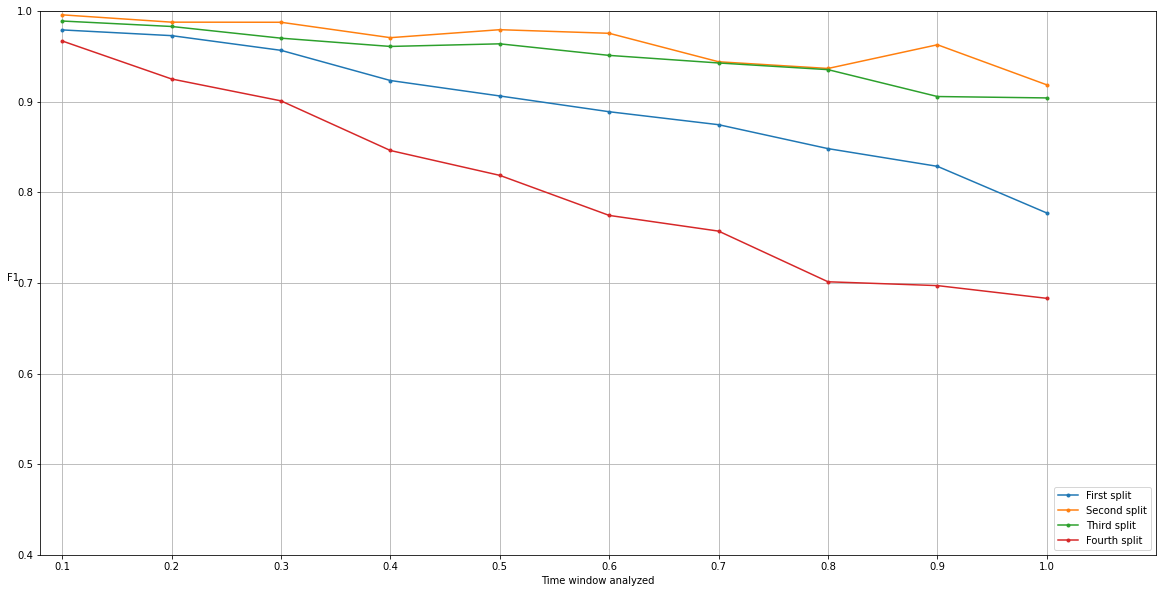 1.0
0.9
0.8
0.7
0.6
0.5
0.4
F1
0.1 0.2 0.3 0.4 0.5 0.6 0.7 0.8 0.9 1.0
Time window analyzed
First split
Second split
Third split
Fourth split